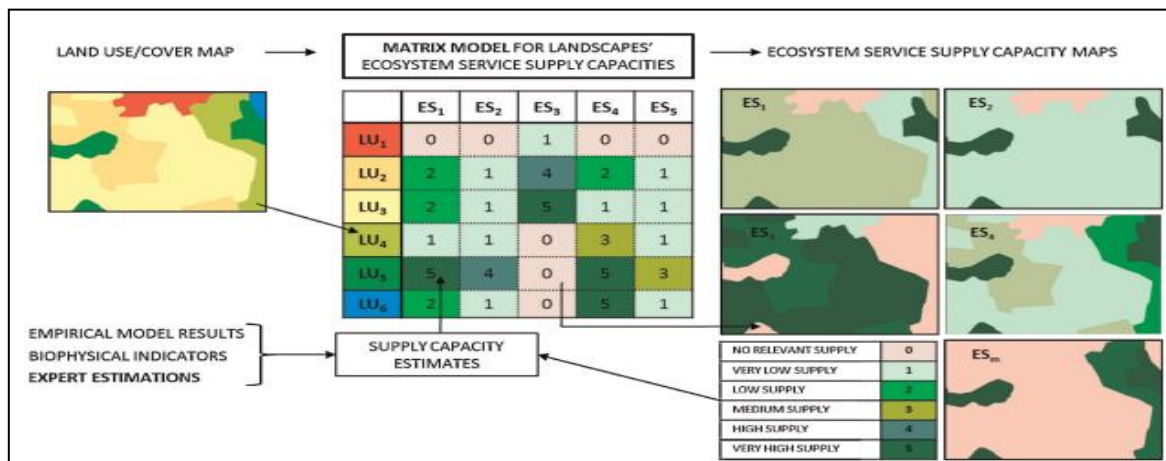 LAND USE/COVER MAP
MATRIX MODEL FOR LANDSCAPES'
ECOSYSTEM SERVICE SUPPLY CAPACITIES
ECOSYSTEM SERVICE SUPPLY CAPACITY MAPS
ES1 ES2 ES3 ES4 ES5
LU1 0 0 1 0 0
LU2 2 1 4 2 1
LU3 2 1 5 1 1
LU4 1 1 0 3 1
LU5 5 4 0 5 3
LU6 2 1 0 5 1
EMPIRICAL MODEL RESULTS
BIOPHYSICAL INDICATORS
EXPERT ESTIMATIONS
SUPPLY CAPACITY
ESTIMATES
ES1
ES2
ES3
ES4
ESm
NO RELEVANT SUPPLY 0
VERY LOW SUPPLY 1
LOW SUPPLY 2
MEDIUM SUPPLY 3
HIGH SUPPLY 4
VERY HIGH SUPPLY 5